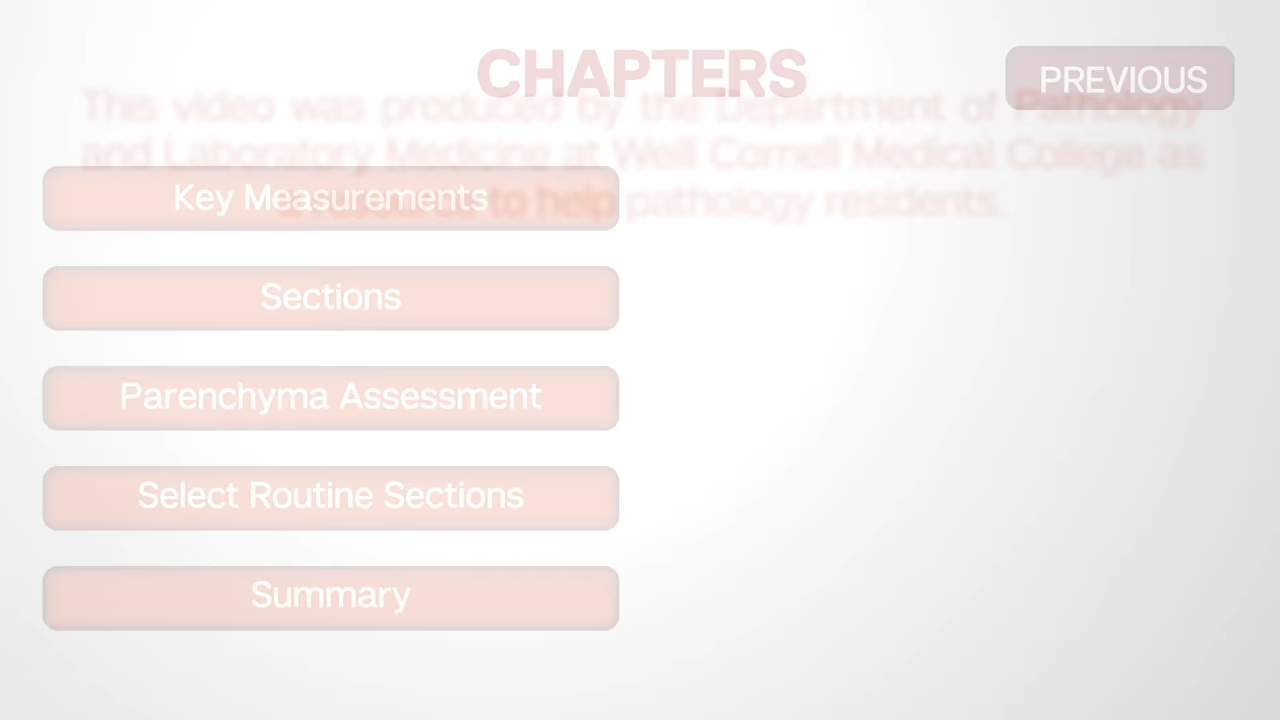 CHAPTERS
PREVIOUS
This video was produced by the Department of Pathology
and Laboratory Medicine at Weill Cornell Medical College as
to help pathology residents.
Key Measurements
Sections
Parenchyma Assessment
Select Routine Sections
Summary